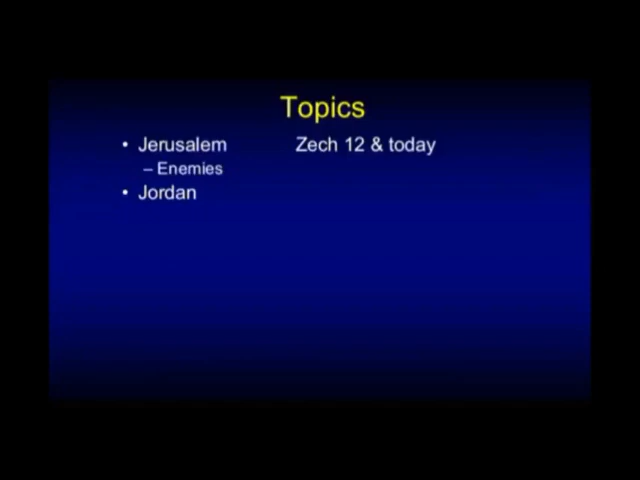 Topics
• Jerusalem Zech 12 & today
– Enemies
• Jordan